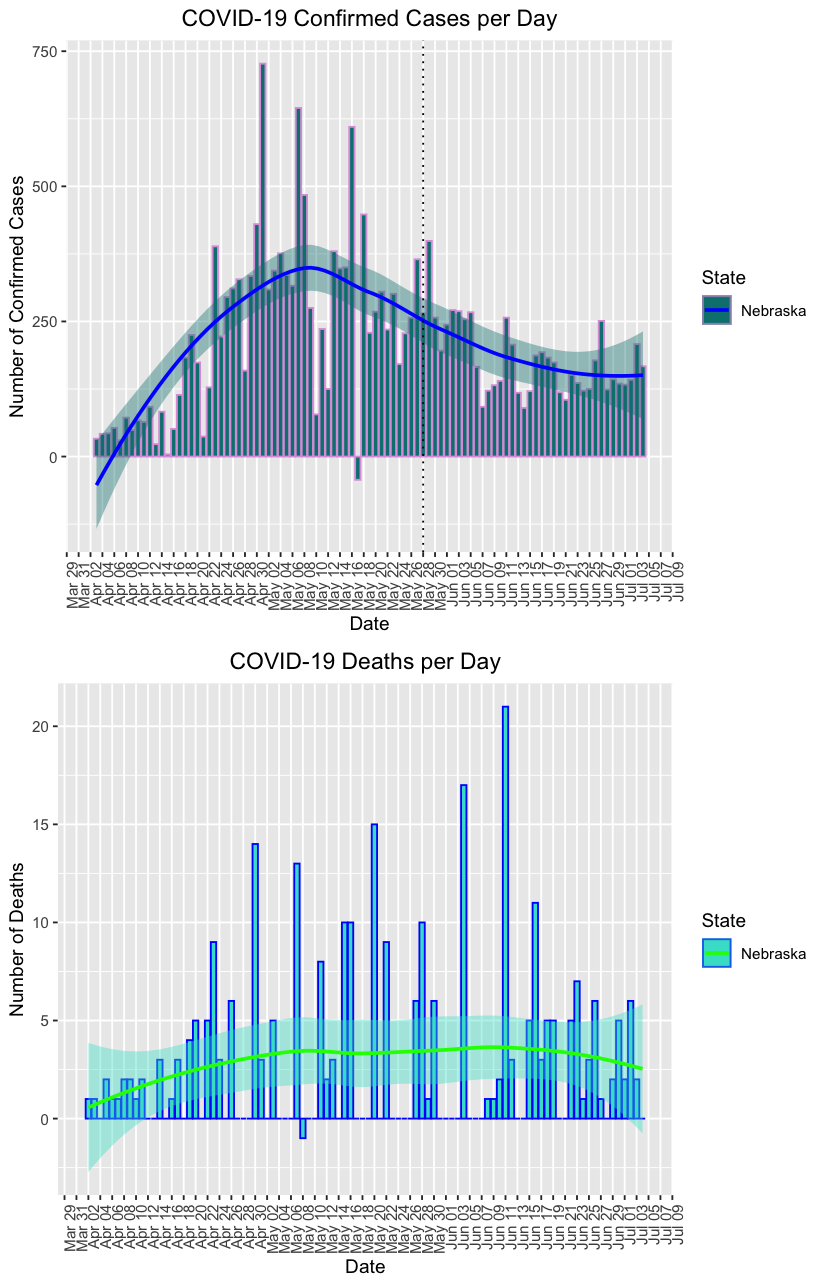 COVID-19 Confirmed Cases per Day
750
500
250
0
Number of Confirmed Cases
Mar 29
Mar 31
Apr 02
Apr 04
Apr 06
Apr 08
Apr 10
Apr 12
Apr 14
Apr 16
Apr 18
Apr 20
Apr 22
Apr 24
Apr 26
Apr 28
Apr 30
May 02
May 04
May 06
May 08
May 10
May 12
May 14
May 16
May 18
May 20
May 22
May 24
May 26
May 28
May 30
Jun 01
Jun 03
Jun 05
Jun 07
Jun 09
Jun 11
Jun 13
Jun 15
Jun 17
Jun 19
Jun 21
Jun 23
Jun 25
Jun 27
Jun 29
Jul 01
Jul 03
Jul 05
Jul 07
Jul 09
Date
State
Nebraska
COVID-19 Deaths per Day
20
15
10
5
0
Number of Deaths
Mar 29
Mar 31
Apr 02
Apr 04
Apr 06
Apr 08
Apr 10
Apr 12
Apr 14
Apr 16
Apr 18
Apr 20
Apr 22
Apr 24
Apr 26
Apr 28
Apr 30
May 02
May 04
May 06
May 08
May 10
May 12
May 14
May 16
May 18
May 20
May 22
May 24
May 26
May 28
May 30
Jun 01
Jun 03
Jun 05
Jun 07
Jun 09
Jun 11
Jun 13
Jun 15
Jun 17
Jun 19
Jun 21
Jun 23
Jun 25
Jun 27
Jun 29
Jul 01
Jul 03
Jul 05
Jul 07
Jul 09
Date
State
Nebraska